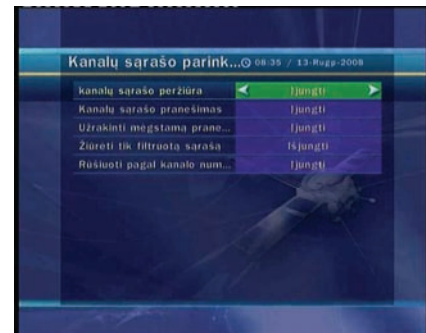 Kanalų sąrašo parink... 08:35 / 13-Rugp-2008
kanalų sąrašo peržiūra Įjungti
Kanalų sąrašo pranešimas Įjungti
Užrakinti mėgstamą prane... Įjungti
Žiūrėti tik filtruotą sąrašą Išjungti
Rūšiuoti pagal kanalo num... Įjungti